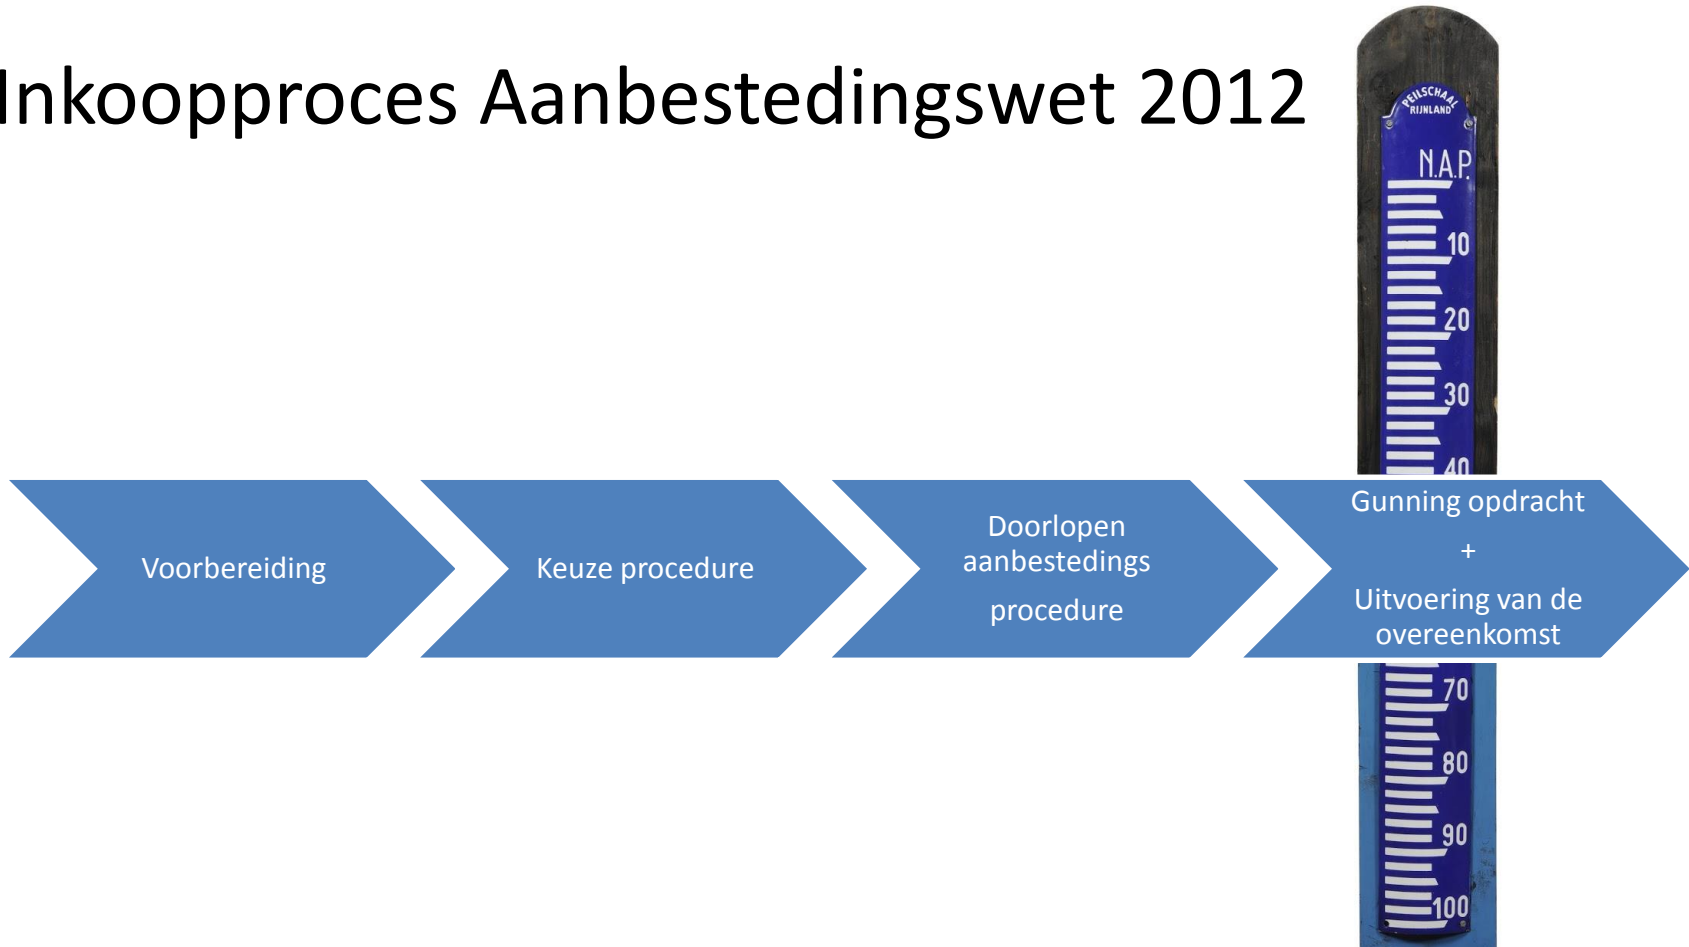 Inkoopproces Aanbestedingswet 2012
PEILSCHAAL
RIJNLAND
N.A.P.
10
20
30
40
Voorbereiding
Keuze procedure
Doorlopen
aanbestedings
procedure
Gunning opdracht
+
Uitvoering van de
overeenkomst
70
80
90
100